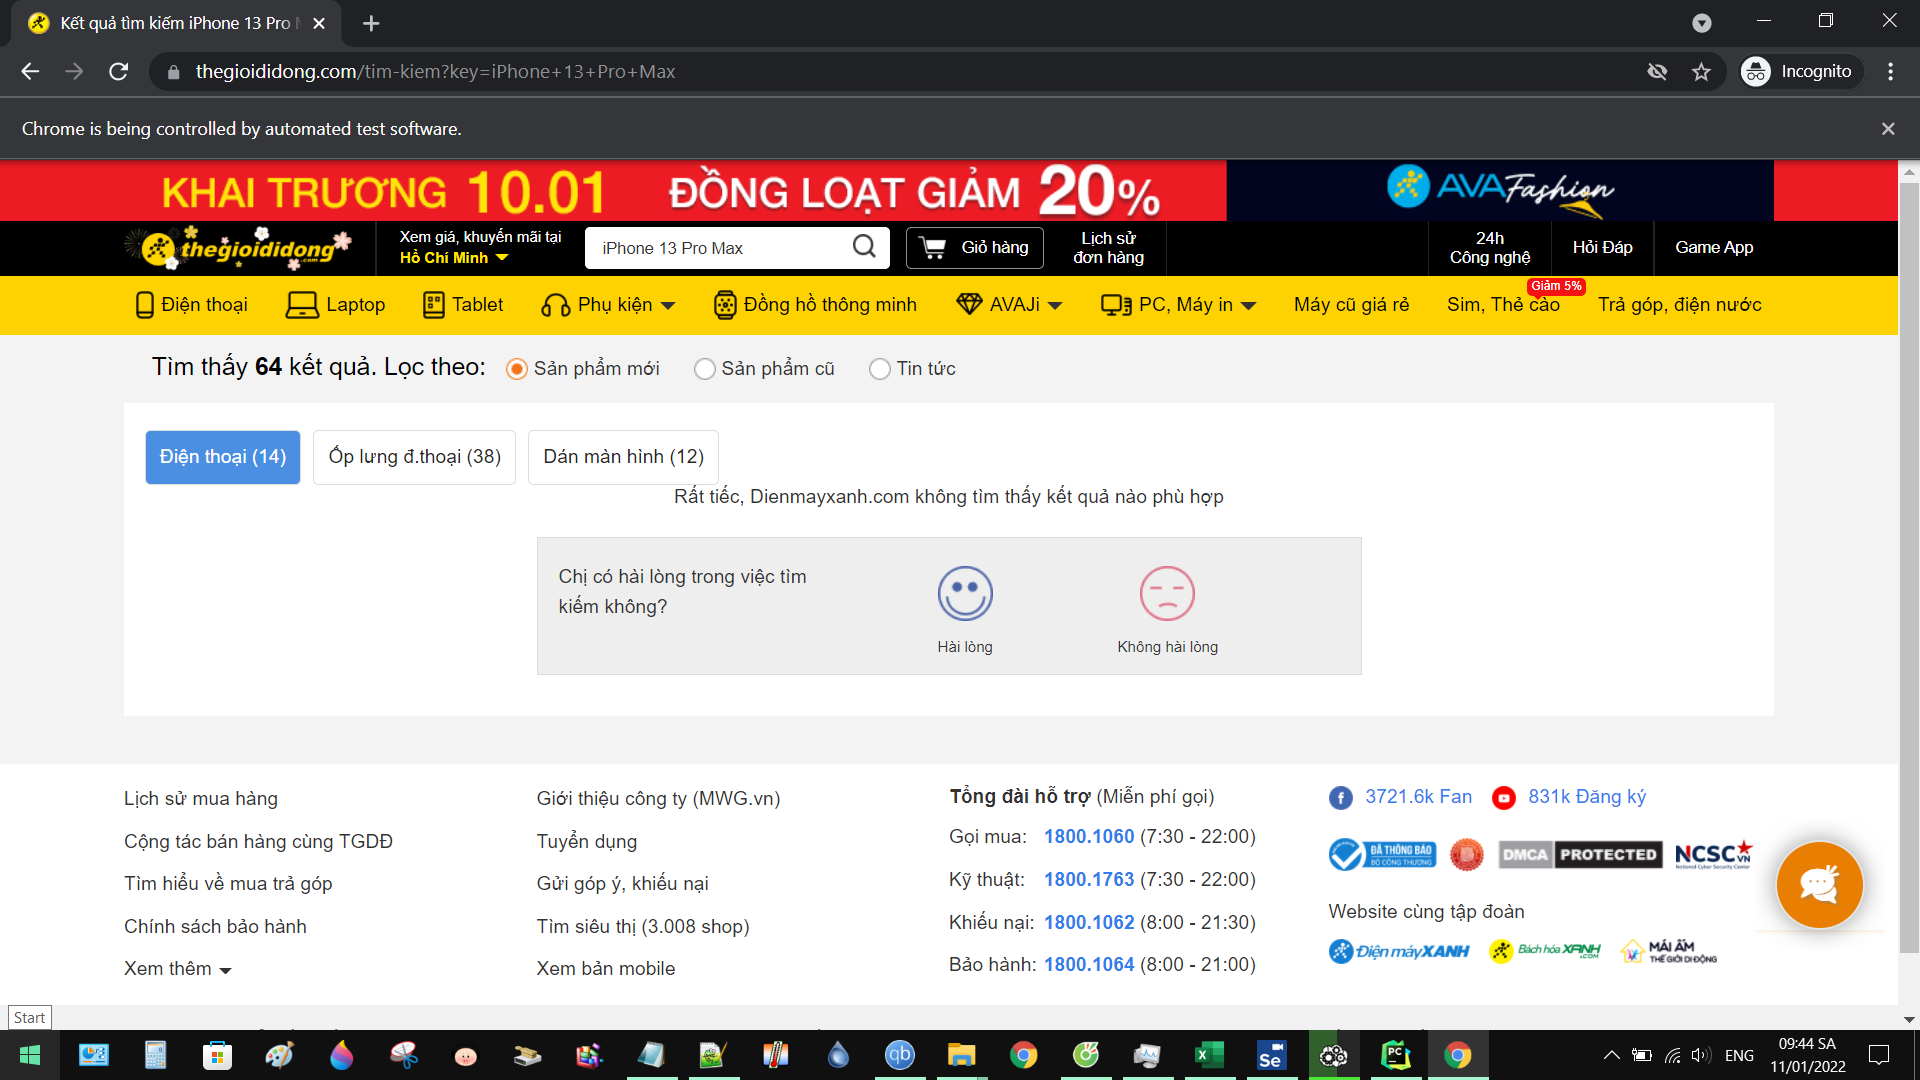 Kết quả tìm kiếm iPhone 13 Pro
thegioididong.com/tim-kiem?key=iPhone+13+Pro+Max
Incognito
Chrome is being controlled by automated test software.
KHAI TRƯƠNG 10.01 ĐỒNG LOẠT GIẢM 20%
AVAFashion
thegioididong.com
Xem giá, khuyến mãi tại
Hồ Chí Minh
iPhone 13 Pro Max
Giỏ hàng
Lịch sử
đơn hàng
24h
Công nghệ
Hỏi Đáp
Game App
Điện thoại
Laptop
Tablet
Phụ kiện
Đồng hồ thông minh
AVAJi
PC, Máy in
Máy cũ giá rẻ
Sim, Thẻ cào
Giảm 5%
Trả góp, điện nước
Tìm thấy 64 kết quả. Lọc theo:
Sản phẩm mới
Sản phẩm cũ
Tin tức
Điện thoại (14)
Ốp lưng đ.thoại (38)
Dán màn hình (12)
Rất tiếc, Dienmayxanh.com không tìm thấy kết quả nào phù hợp
Chị có hài lòng trong việc tìm
kiếm không?
Hài lòng
Không hài lòng
Lịch sử mua hàng
Cộng tác bán hàng cùng TGDĐ
Tìm hiểu về mua trả góp
Chính sách bảo hành
Xem thêm
Giới thiệu công ty (MWG.vn)
Tuyển dụng
Gửi góp ý, khiếu nại
Tìm siêu thị (3.008 shop)
Xem bản mobile
Tổng đài hỗ trợ (Miễn phí gọi)
Gọi mua: 1800.1060 (7:30 - 22:00)
Kỹ thuật: 1800.1763 (7:30 - 22:00)
Khiếu nại: 1800.1062 (8:00 - 21:30)
Bảo hành: 1800.1064 (8:00 - 21:00)
3721.6k Fan
831k Đăng ký
ĐÃ THÔNG BÁO
BỘ CÔNG THƯƠNG
DMCA PROTECTED
NCSC VN
National Cyber Security Center
Website cùng tập đoàn
Điện máy XANH
Bách hóa XANH.COM
MÁI ẤM
THẾ GIỚI DI ĐỘNG
Start
qb
Se
PC
ENG
09:44 SA
11/01/2022